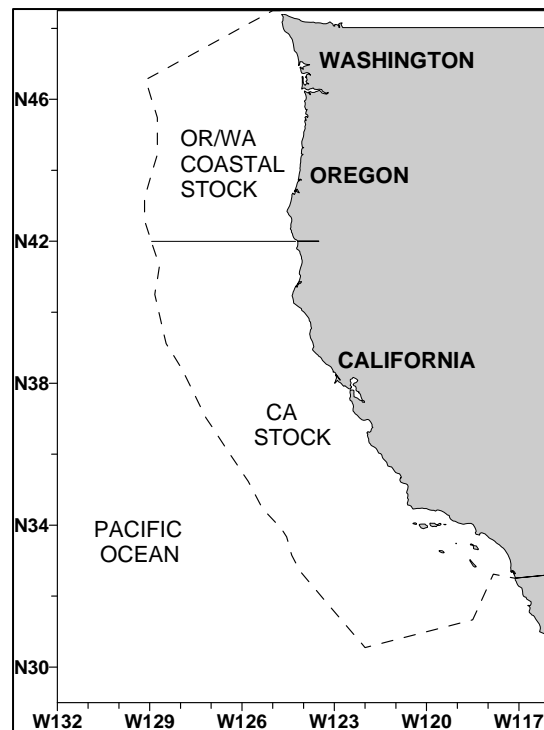 WASHINGTON
N46
OR/WA
COASTAL
STOCK
OREGON
N42
CALIFORNIA
N38
CA
STOCK
N34
PACIFIC
OCEAN
N30
W132 W129 W126 W123 W120 W117